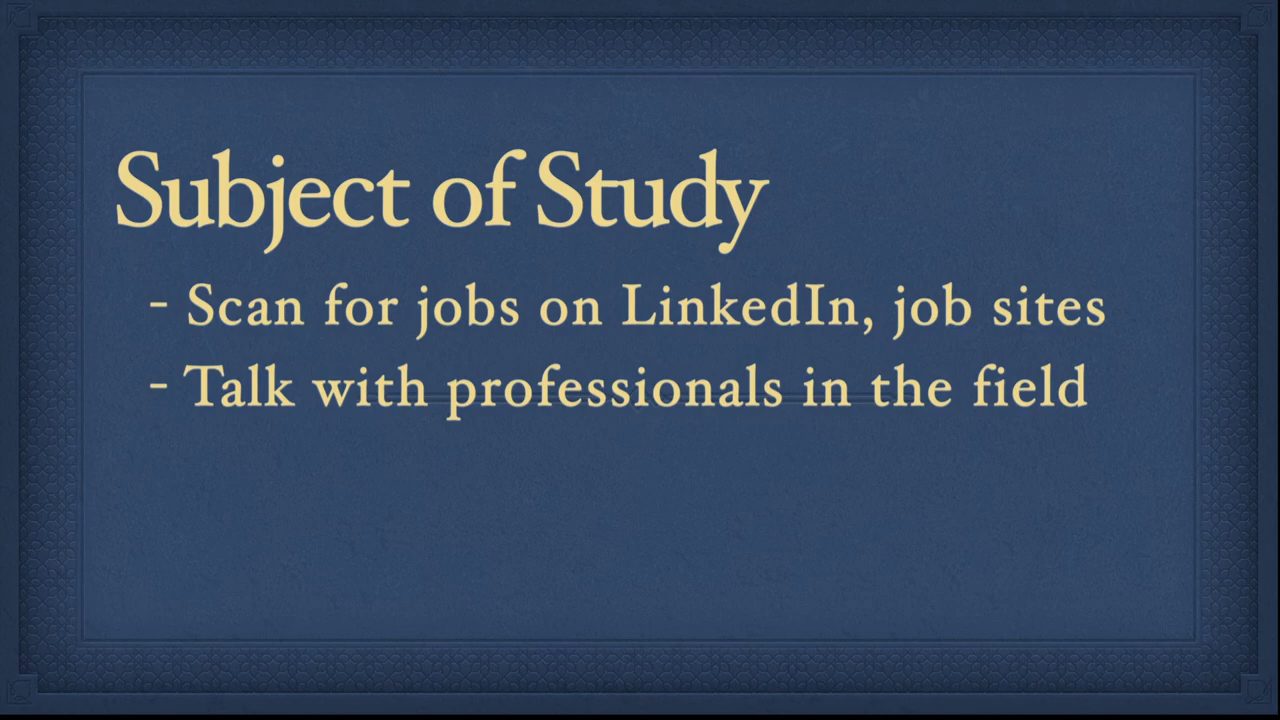 Subject of Study
- Scan for jobs on LinkedIn, job sites
- Talk with professionals in the field